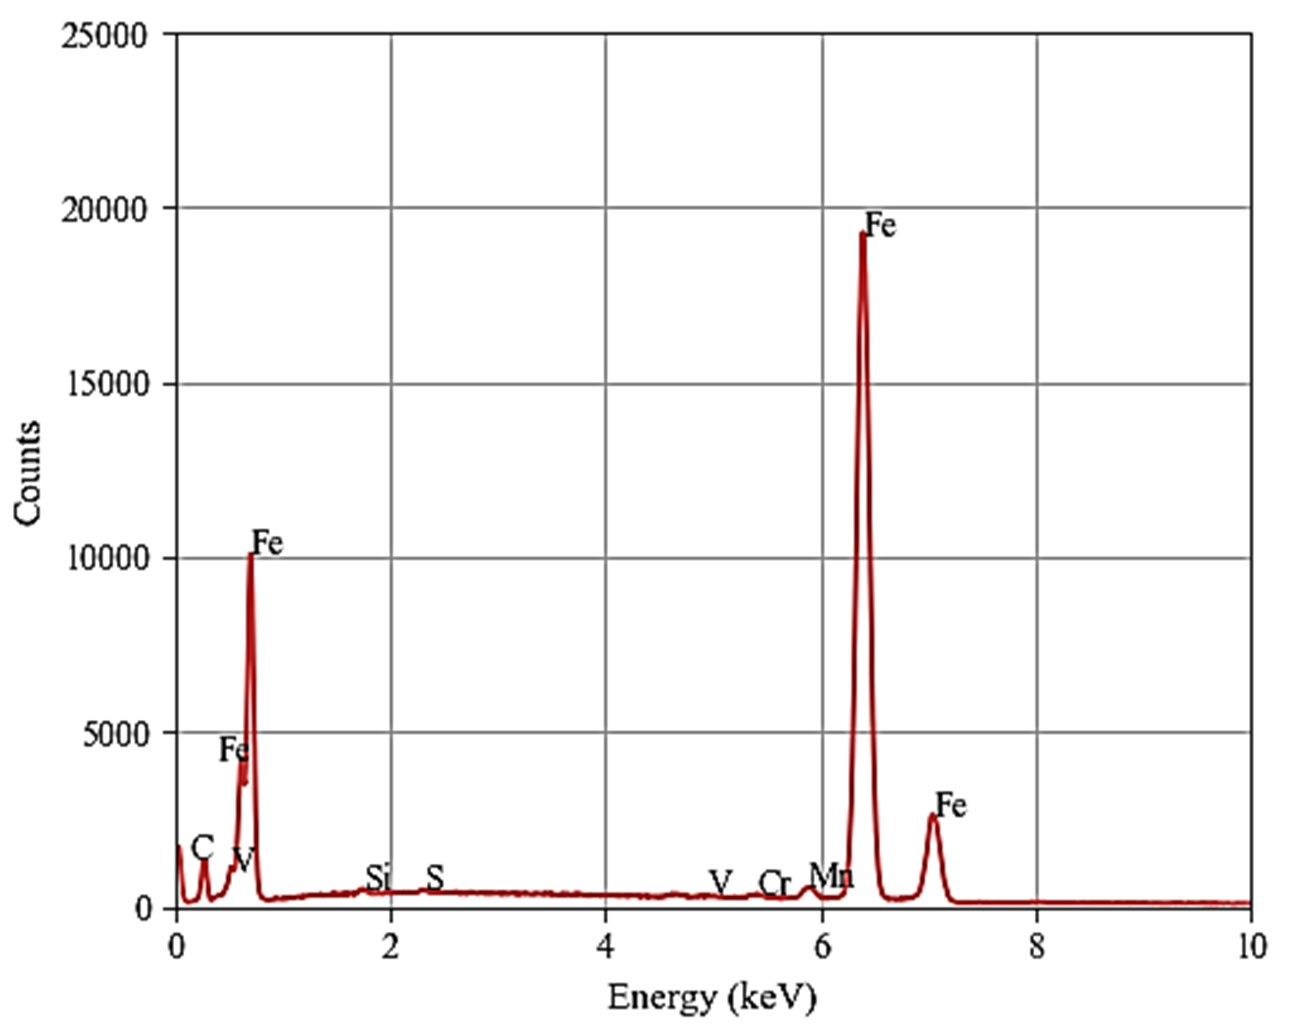 25000
20000
Fe
15000
Counts
10000
Fe
5000
Fe
Fe
C
V
Si
S
V
Cr
Mn
0
0
2
4
6
8
10
Energy (keV)